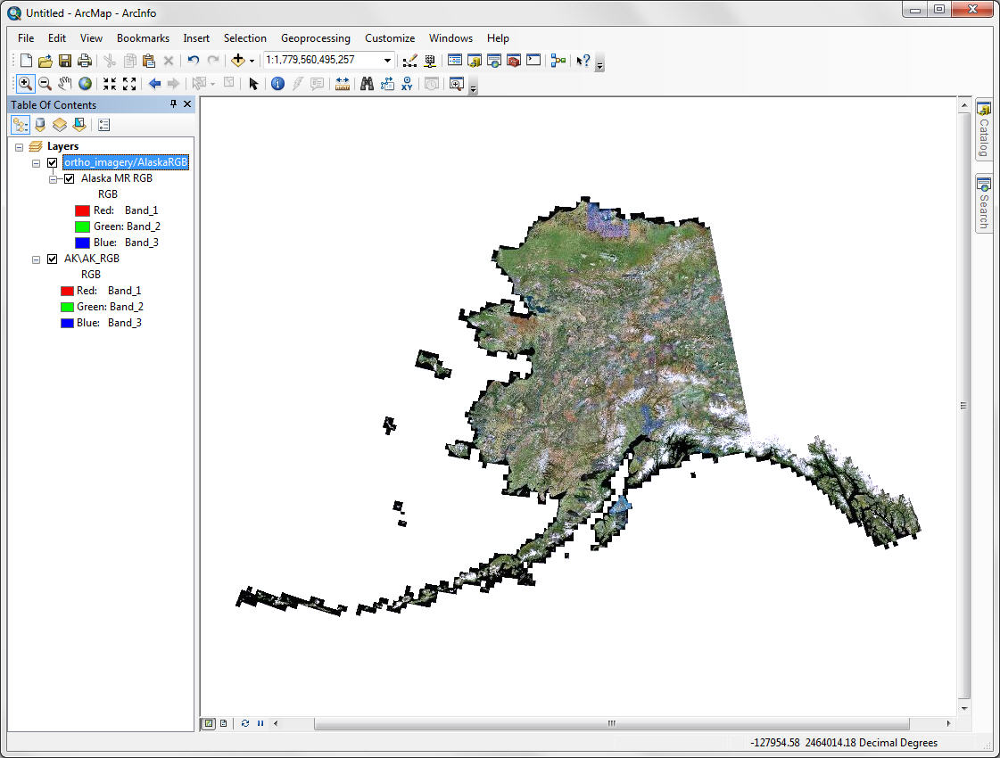 Untitled - ArcMap - ArcInfo
File Edit View Bookmarks Insert Selection Geoprocessing Customize Windows Help
1:1,779,560,495,257
Table Of Contents
Layers
ortho_imagery/AlaskaRGB
Alaska MR RGB
RGB
Red: Band_1
Green: Band_2
Blue: Band_3
AK\AK_RGB
RGB
Red: Band_1
Green: Band_2
Blue: Band_3
Catalog
Search
XY
-127954.58 2464014.18 Decimal Degrees